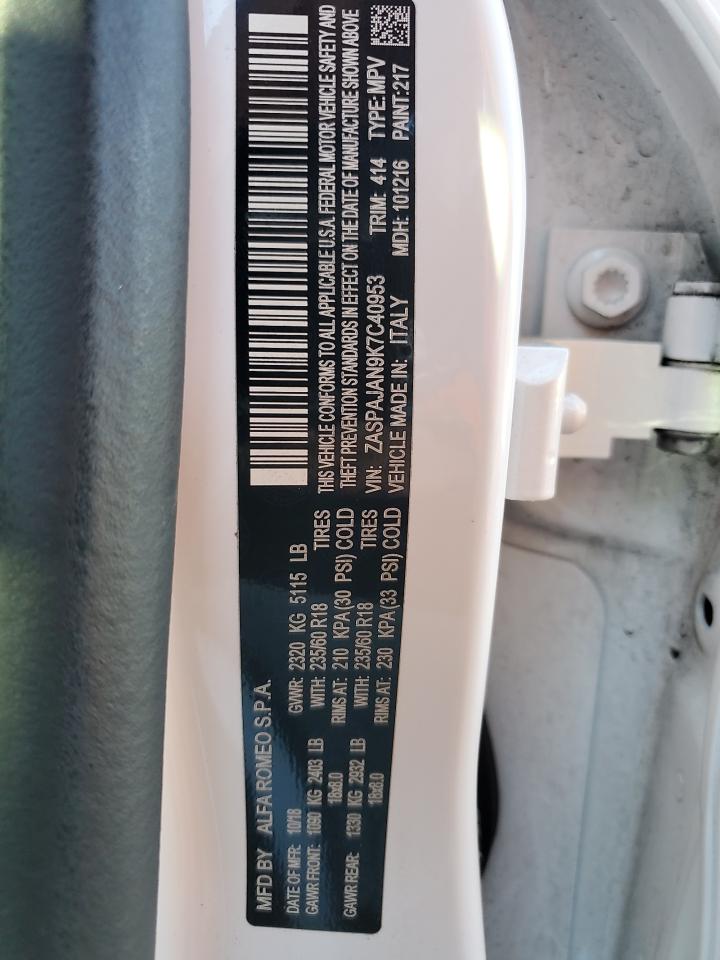 MFD BY ALFA ROMEO S.P.A.
DATE OF MFR: 10/18 GVWR: 2320 KG 5115 LB
GAWR FRONT: 1090 KG 2403 LB WITH: 235/60 R18 TIRES
18x8.0 RIMS AT: 210 KPA(30 PSI) COLD
GAWR REAR: 1330 KG 2932 LB WITH: 235/60 R18 TIRES
18x8.0 RIMS AT: 230 KPA(33 PSI) COLD
THIS VEHICLE CONFORMS TO ALL APPLICABLE U.S.A. FEDERAL MOTOR VEHICLE SAFETY AND
THEFT PREVENTION STANDARDS IN EFFECT ON THE DATE OF MANUFACTURE SHOWN ABOVE
VIN: ZASPAJAN9K7C40953 TRIM: 414 TYPE: MPV
VEHICLE MADE IN: ITALY MDH: 101216 PAINT: 217